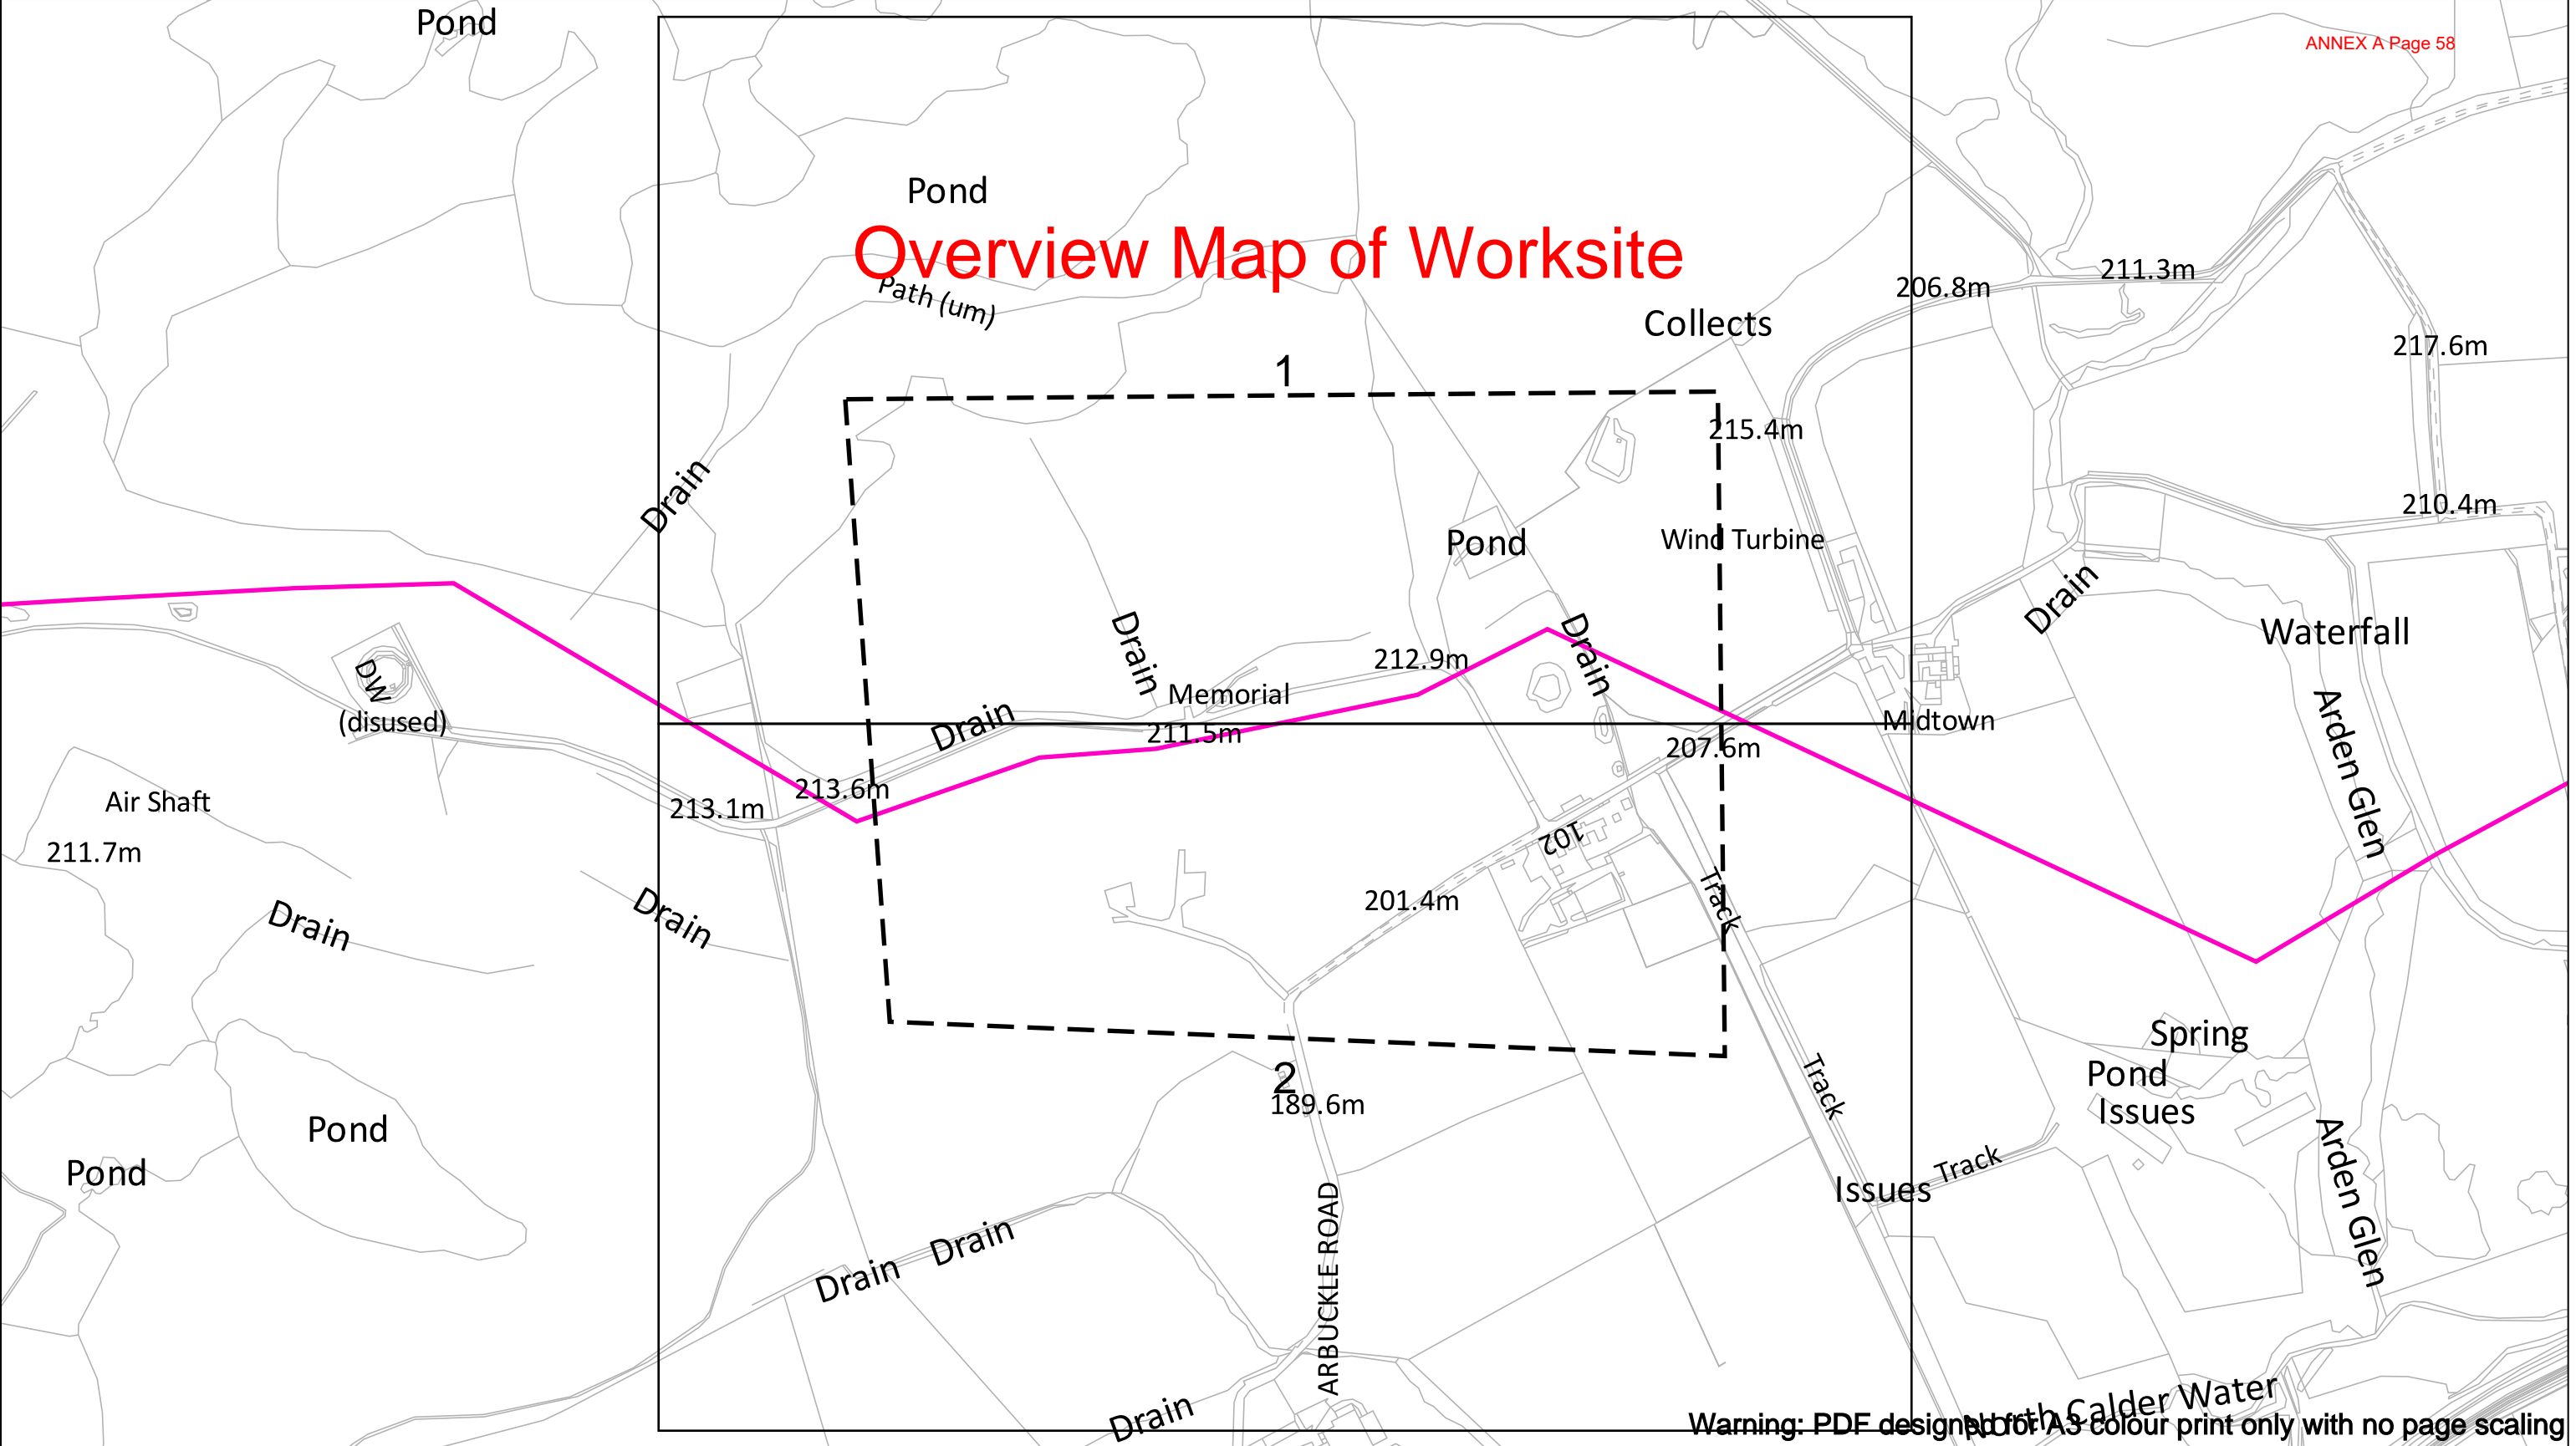 Pond
ANNEX A Page 58
Pond
Overview Map of Worksite
Path (um)
211.3m
206.8m
Collects
217.6m
1
215.4m
Drain
210.4m
Pond
Wind Turbine
Drain
Waterfall
Drain
Drain
212.9m
DW
(disused)
Memorial
Drain
211.5m
Midtown
207.6m
Arden Glen
213.6m
213.1m
Air Shaft
211.7m
102
201.4m
Track
Drain
Drain
Spring
Pond
Issues
2
189.6m
Track
Pond
Pond
Track
Issues
Arden Glen
Drain
Drain
ARBUCKLE ROAD
Drain
North Calder Water
Warning: PDF designed for A3 colour print only with no page scaling